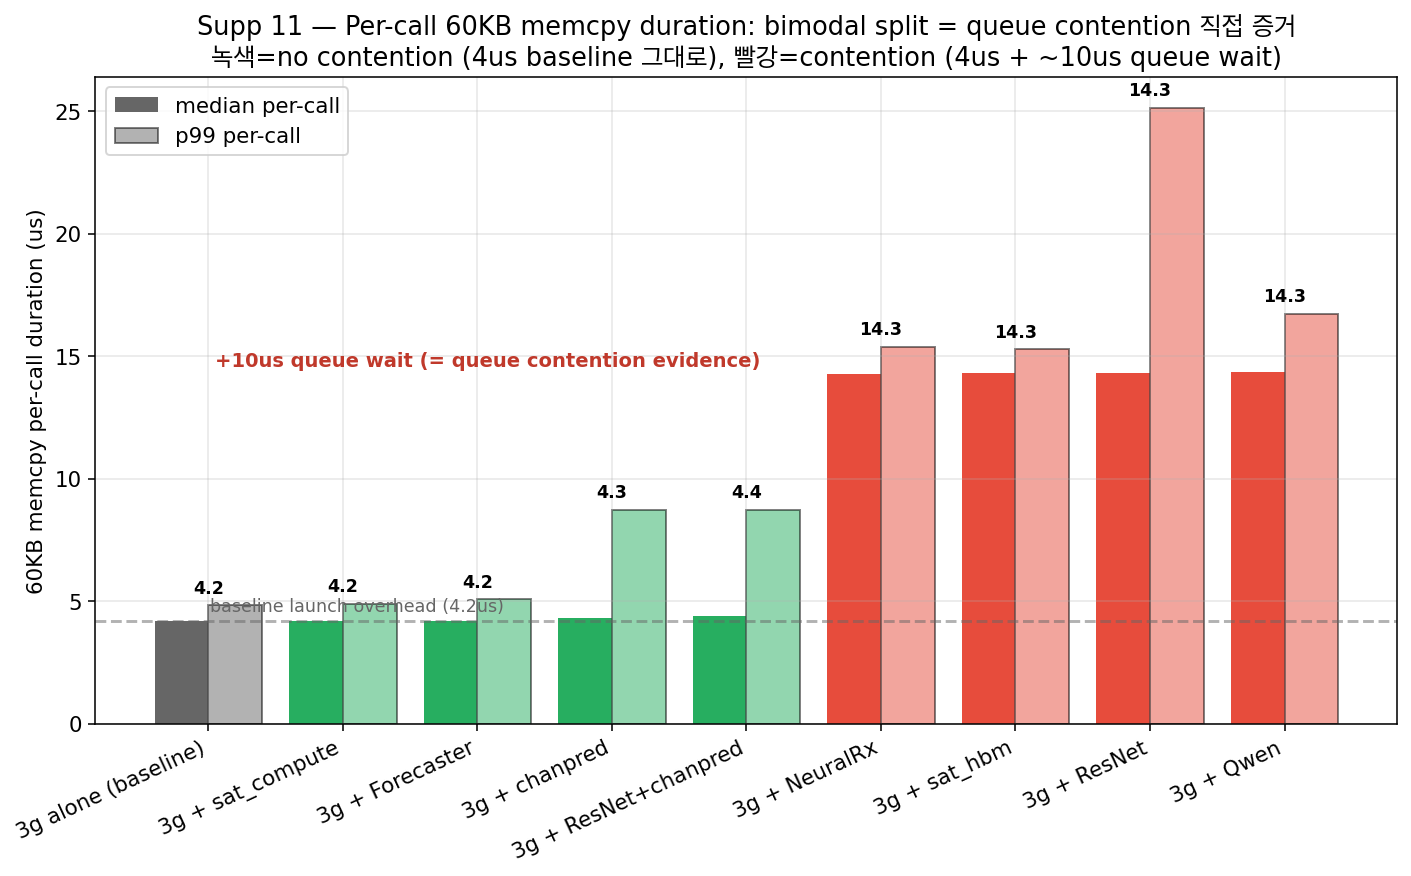 Supp 11 — Per-call 60KB memcpy duration: bimodal split = queue contention 직접 증거
녹색=no contention (4us baseline 그대로), 빨강=contention (4us + ~10us queue wait)
median per-call
p99 per-call
60KB memcpy per-call duration (us)
25
20
15
10
5
0
+10us queue wait (= queue contention evidence)
baseline launch overhead (4.2us)
4.2
4.2
4.2
4.3
4.4
14.3
14.3
14.3
14.3
3g alone (baseline)
3g + sat_compute
3g + Forecaster
3g + chanpred
3g + ResNet+chanpred
3g + NeuralRx
3g + sat_hbm
3g + ResNet
3g + Qwen